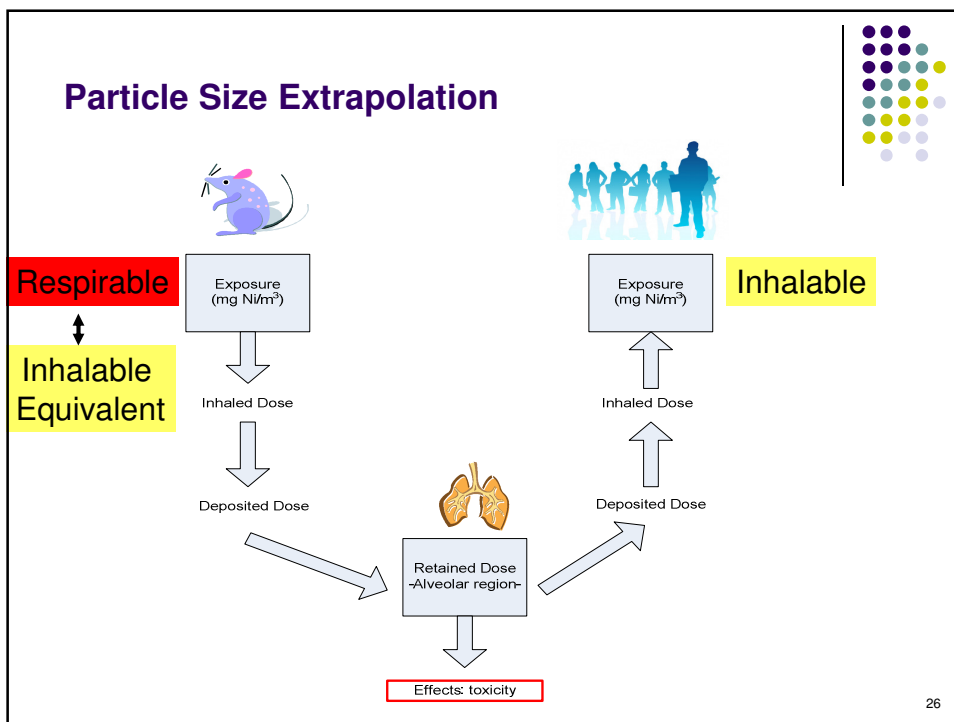 Particle Size Extrapolation
Respirable
Inhalable
Equivalent
Exposure
(mg Ni/m³)
Inhaled Dose
Deposited Dose
Retained Dose
-Alveolar region-
Effects: toxicity
Exposure
(mg Ni/m³)
Inhalable
Inhaled Dose
Deposited Dose
26